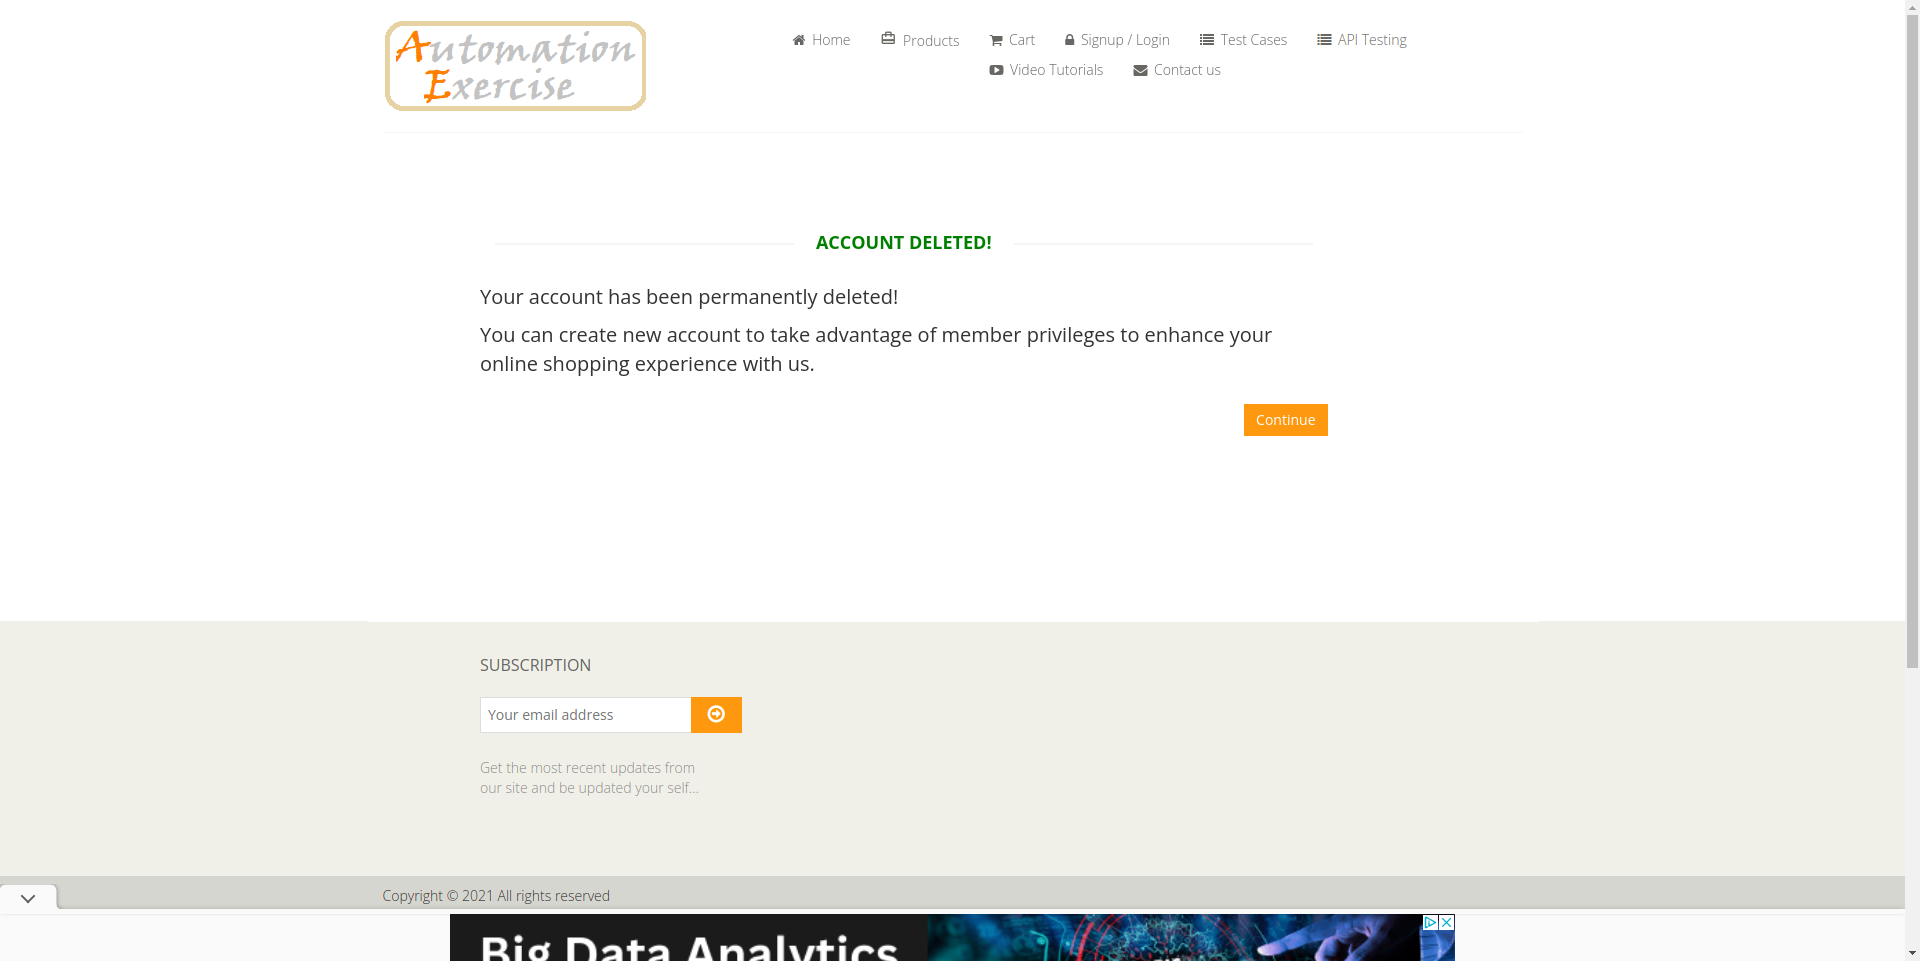 Automation
Exercise
Home
Products
Cart
Signup / Login
Test Cases
API Testing
Video Tutorials
Contact us
ACCOUNT DELETED!
Your account has been permanently deleted!
You can create new account to take advantage of member privileges to enhance your
online shopping experience with us.
Continue
SUBSCRIPTION
Your email address
Get the most recent updates from
our site and be updated your self...
Copyright © 2021 All rights reserved
Big Data Analytics